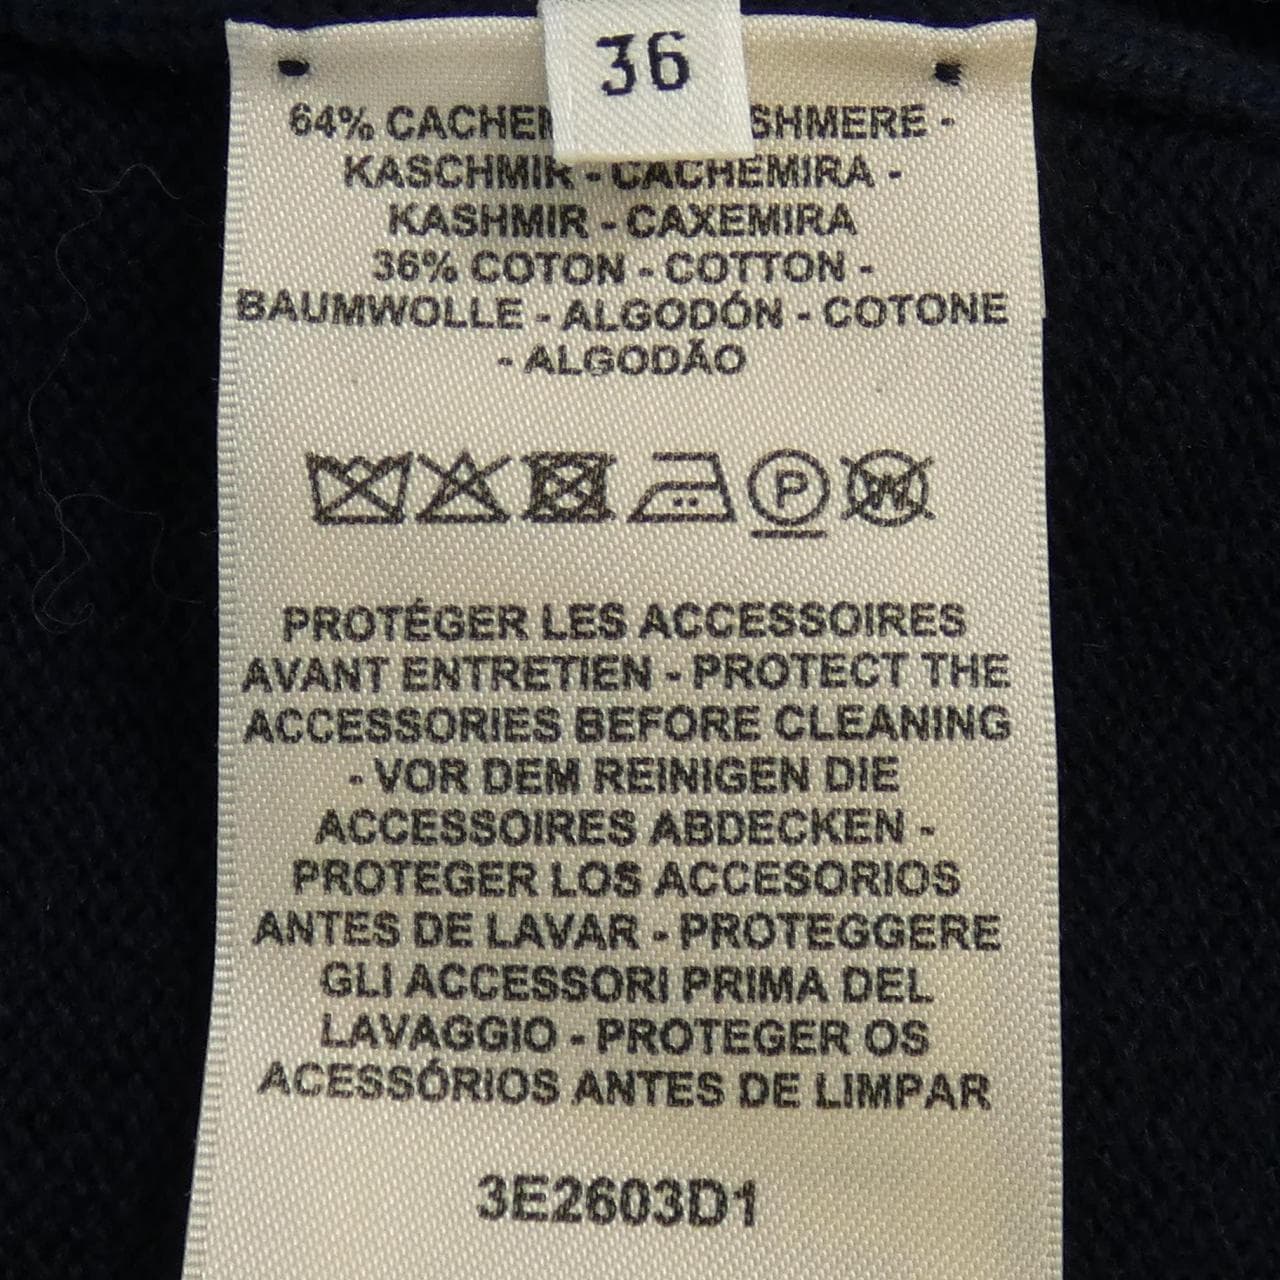 36
64% CACHEM SHMERE -
KASCHMIR - CACHEMIRA -
KASHMIR - CAXEMIRA
36% COTON - COTTON -
BAUMWOLLE - ALGODÓN - COTONE
- ALGODÃO
P W
PROTÉGER LES ACCESSOIRES
AVANT ENTRETIEN - PROTECT THE
ACCESSORIES BEFORE CLEANING
- VOR DEM REINIGEN DIE
ACCESSOIRES ABDECKEN -
PROTEGER LOS ACCESORIOS
ANTES DE LAVAR - PROTEGGERE
GLI ACCESSORI PRIMA DEL
LAVAGGIO - PROTEGER OS
ACESSÓRIOS ANTES DE LIMPAR
3E2603D1